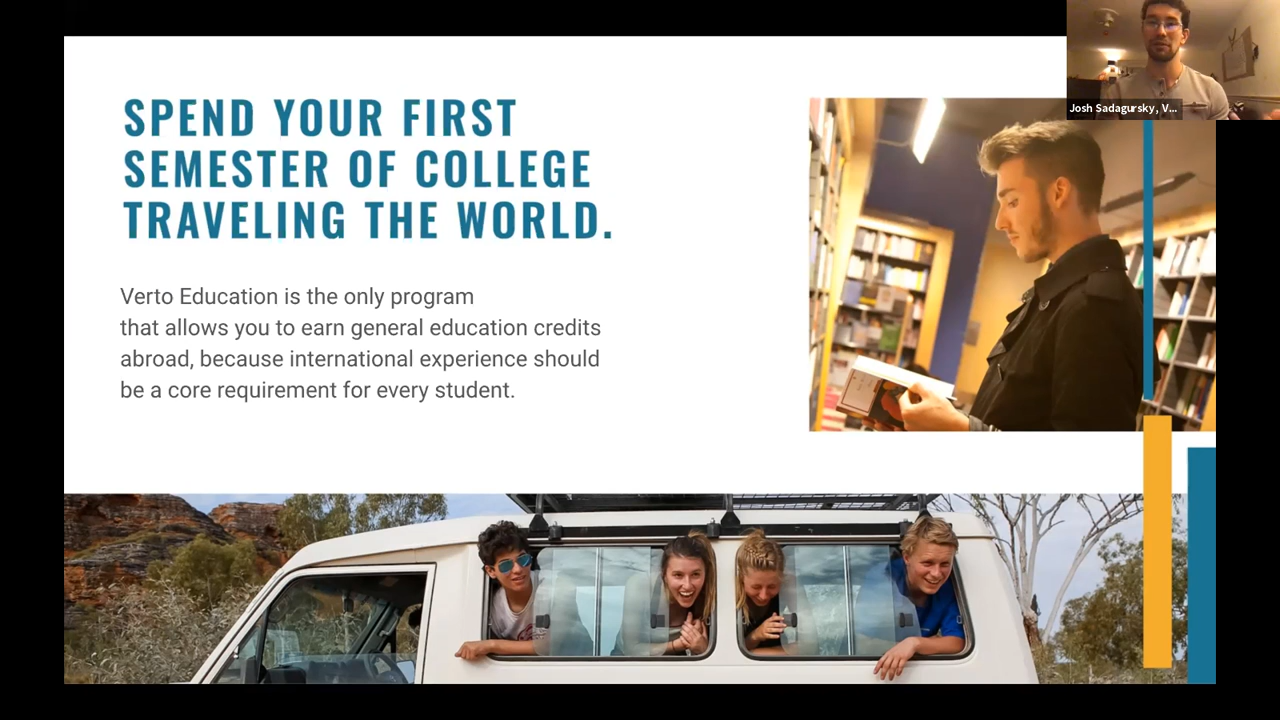 SPEND YOUR FIRST
SEMESTER OF COLLEGE
TRAVELING THE WORLD.
Verto Education is the only program
that allows you to earn general education credits
abroad, because international experience should
be a core requirement for every student.
Josh Sadagursky, V...